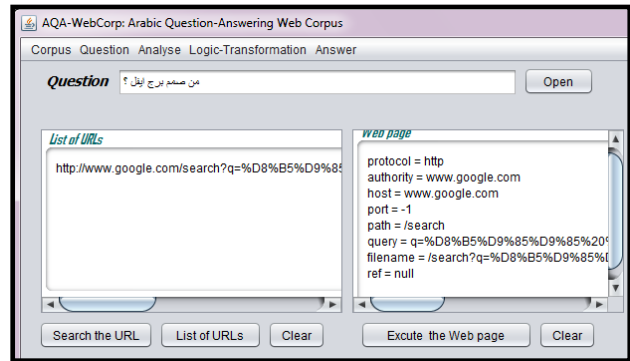 AQA-WebCorp: Arabic Question-Answering Web Corpus
Corpus Question Analyse Logic-Transformation Answer
Question من صمم برج ايفل ؟ Open
List of URLs
http://www.google.com/search?q=%D8%B5%D9%85
Search the URL List of URLs Clear
Web page
protocol = http
authority = www.google.com
host = www.google.com
port = -1
path = /search
query = q=%D8%B5%D9%85%D9%85%20
filename = /search?q=%D8%B5%D9%85%
ref = null
Excute the Web page Clear